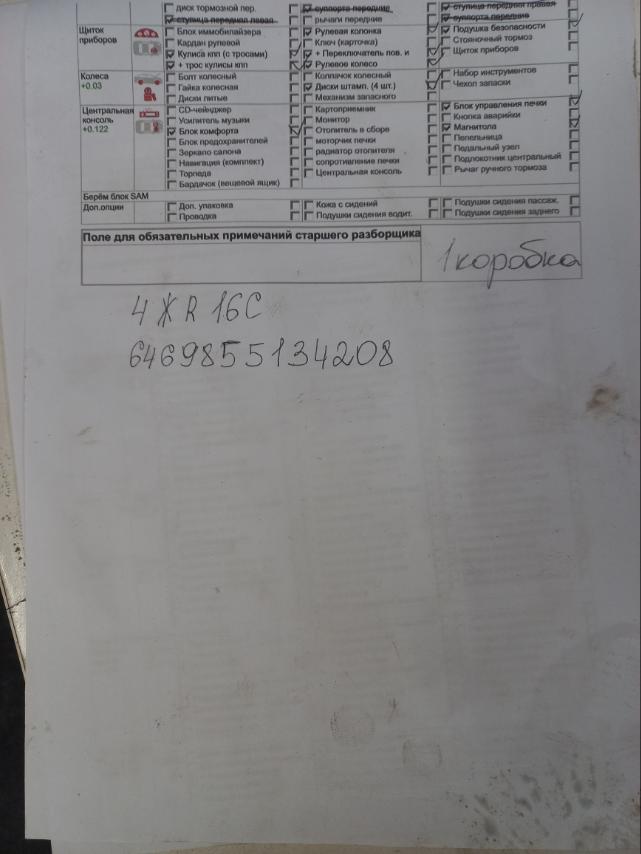 диск тормозной пер. суппорта передние ступица передняя правая
ступица передняя левая рычаги передние суппорта передние
Щиток приборов Блок иммобилайзера Рулевая колонка Подушка безопасности
Кардан рулевой Ключ (карточка) Стояночный тормоз
Кулиса кпп (с тросами) + Переключатель пов. и Щиток приборов
+ трос кулисы кпп Рулевое колесо
Колеса +0.03 Болт колесный Колпачок колесный Набор инструментов
Гайка колесная Диски штамп. (4 шт.) Чехол запаски
Диски литые Механизм запасного
Центральная консоль +0.122 CD-чейнджер Картоприемник Блок управления печки
Усилитель музыки Монитор Кнопка аварийки
Блок комфорта Отопитель в сборе Магнитола
Блок предохранителей моторчик печки Пепельница
Зеркало салона радиатор отопителя Педальный узел
Навигация (комплект) сопротивление печки Подлокотник центральный
Торпеда Центральная консоль Рычаг ручного тормоза
Бардачок (вещевой ящик)
Берём блок SAM
Доп.опции Доп. упаковка Кожа с сидений Подушки сидения пассаж.
Проводка Подушки сидения водит. Подушки сидения заднего
Поле для обязательных примечаний старшего разборщика 1 коробка
4 Ж R 16C
6469855134208